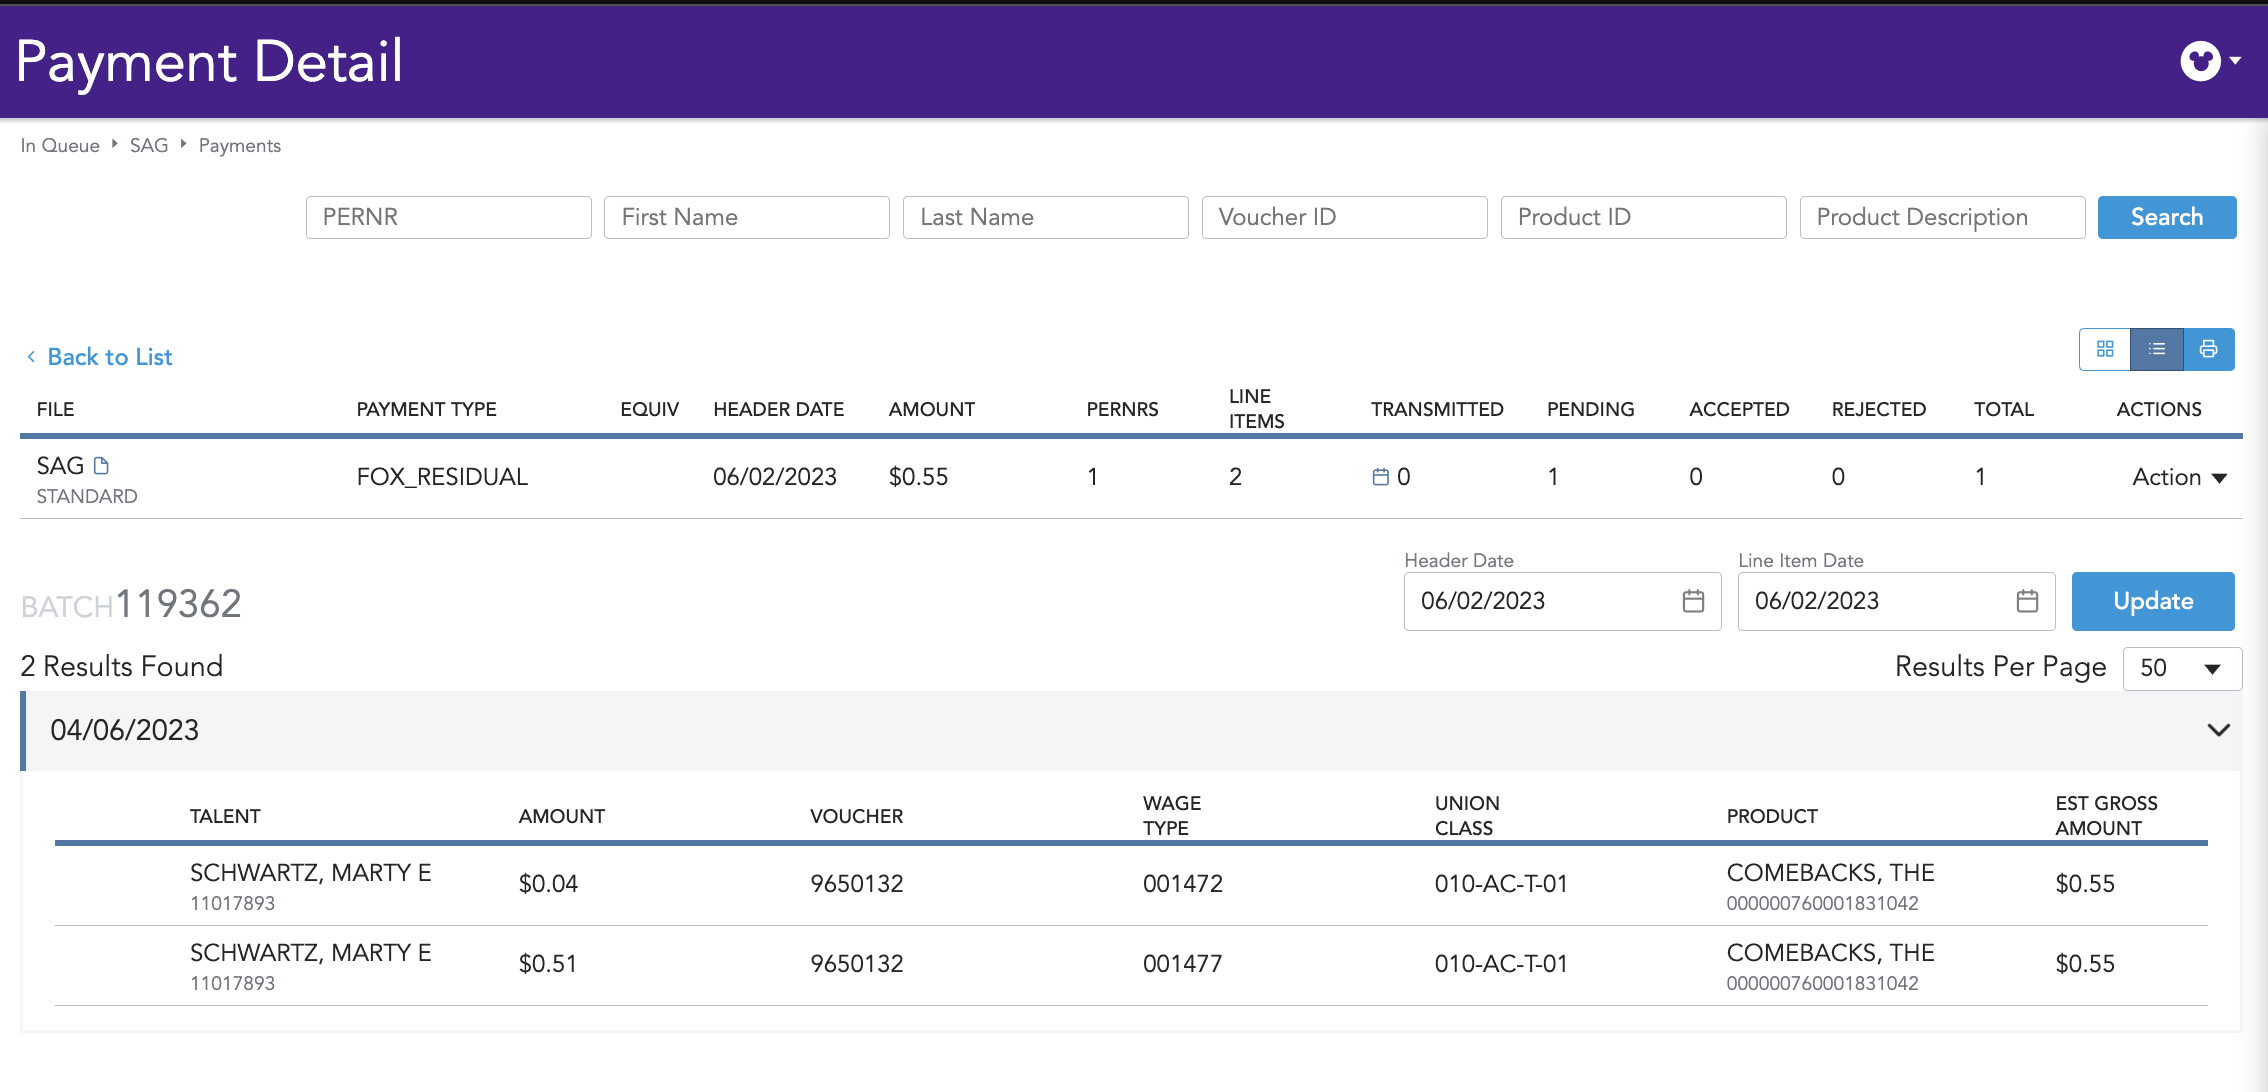 Payment Detail
In Queue SAG Payments
PERNR First Name Last Name Voucher ID Product ID Product Description Search
Back to List
FILE PAYMENT TYPE EQUIV HEADER DATE AMOUNT PERNRS LINE ITEMS TRANSMITTED PENDING ACCEPTED REJECTED TOTAL ACTIONS
SAG FOX_RESIDUAL 06/02/2023 $0.55 1 2 0 1 0 0 1 Action
STANDARD
Header Date Line Item Date
BATCH119362 06/02/2023 06/02/2023 Update
2 Results Found Results Per Page 50
04/06/2023
TALENT AMOUNT VOUCHER WAGE TYPE UNION CLASS PRODUCT EST GROSS AMOUNT
SCHWARTZ, MARTY E $0.04 9650132 001472 010-AC-T-01 COMEBACKS, THE $0.55
11017893 000000760001831042
SCHWARTZ, MARTY E $0.51 9650132 001477 010-AC-T-01 COMEBACKS, THE $0.55
11017893 000000760001831042